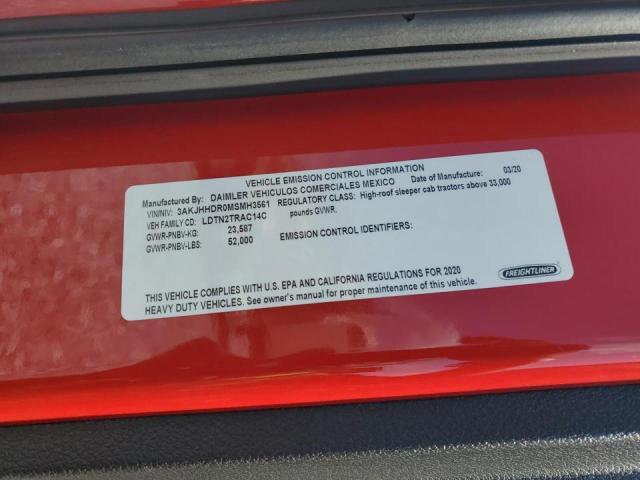 VEHICLE EMISSION CONTROL INFORMATION
Manufactured By: DAIMLER VEHICULOS COMERCIALES MEXICO Date of Manufacture: 03/20
VIN/NIV: 3AKJHHDR0MSMH3561 REGULATORY CLASS: High-roof sleeper cab tractors above 33,000
VEH FAMILY CD: LDTN2TRAC14C pounds GVWR.
GVWR-PNBV-KG: 23,587
GVWR-PNBV-LBS: 52,000 EMISSION CONTROL IDENTIFIERS:
THIS VEHICLE COMPLIES WITH U.S. EPA AND CALIFORNIA REGULATIONS FOR 2020
HEAVY DUTY VEHICLES. See owner's manual for proper maintenance of this vehicle.
FREIGHTLINER